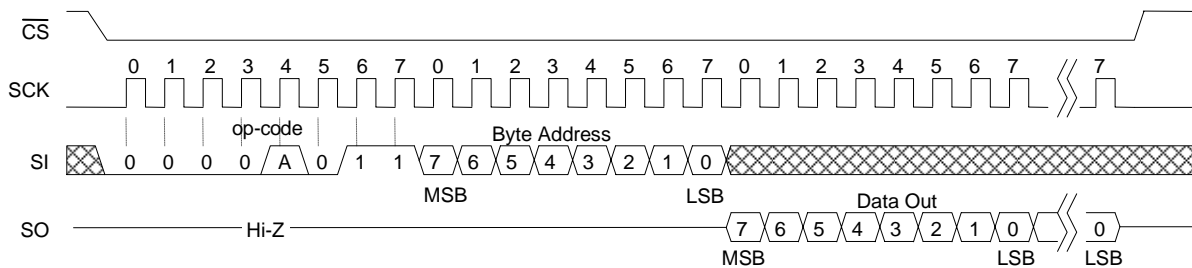 CS
0 1 2 3 4 5 6 7 0 1 2 3 4 5 6 7 0 1 2 3 4 5 6 7 7
SCK
op-code Byte Address
SI 0 0 0 0 A 0 1 1 7 6 5 4 3 2 1 0
MSB LSB Data Out
SO Hi-Z 7 6 5 4 3 2 1 0 0
MSB LSB LSB